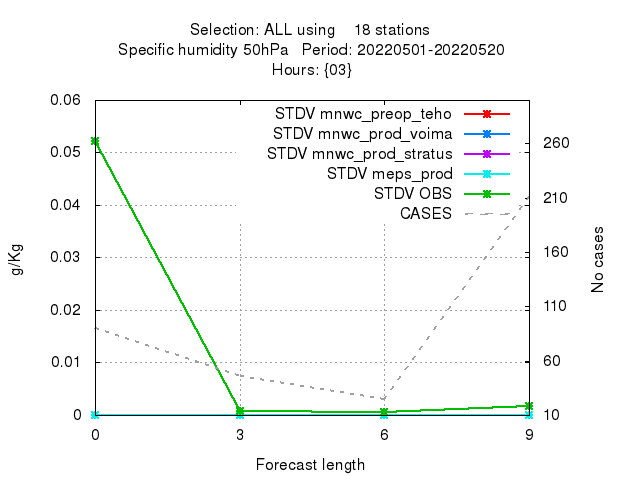 Selection: ALL using 18 stations
Specific humidity 50hPa Period: 20220501-20220520
Hours: {03}
STDV mnwc_preop_teho
STDV mnwc_prod_voima
STDV mnwc_prod_stratus
STDV meps_prod
STDV OBS
CASES
0.06
0.05
0.04
0.03
0.02
0.01
0
g/Kg
260
210
160
110
60
10
No cases
0 3 6 9
Forecast length